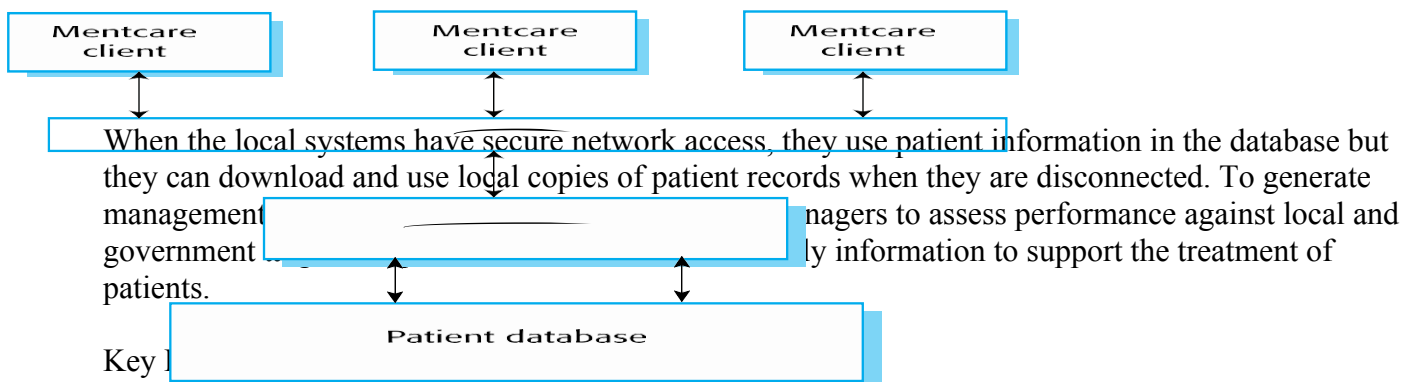 Mentcare
client
Mentcare
client
Mentcare
client
When the local systems have secure network access, they use patient information in the database but
they can download and use local copies of patient records when they are disconnected. To generate
management nagers to assess performance against local and
government ly information to support the treatment of
patients.
Patient database
Key